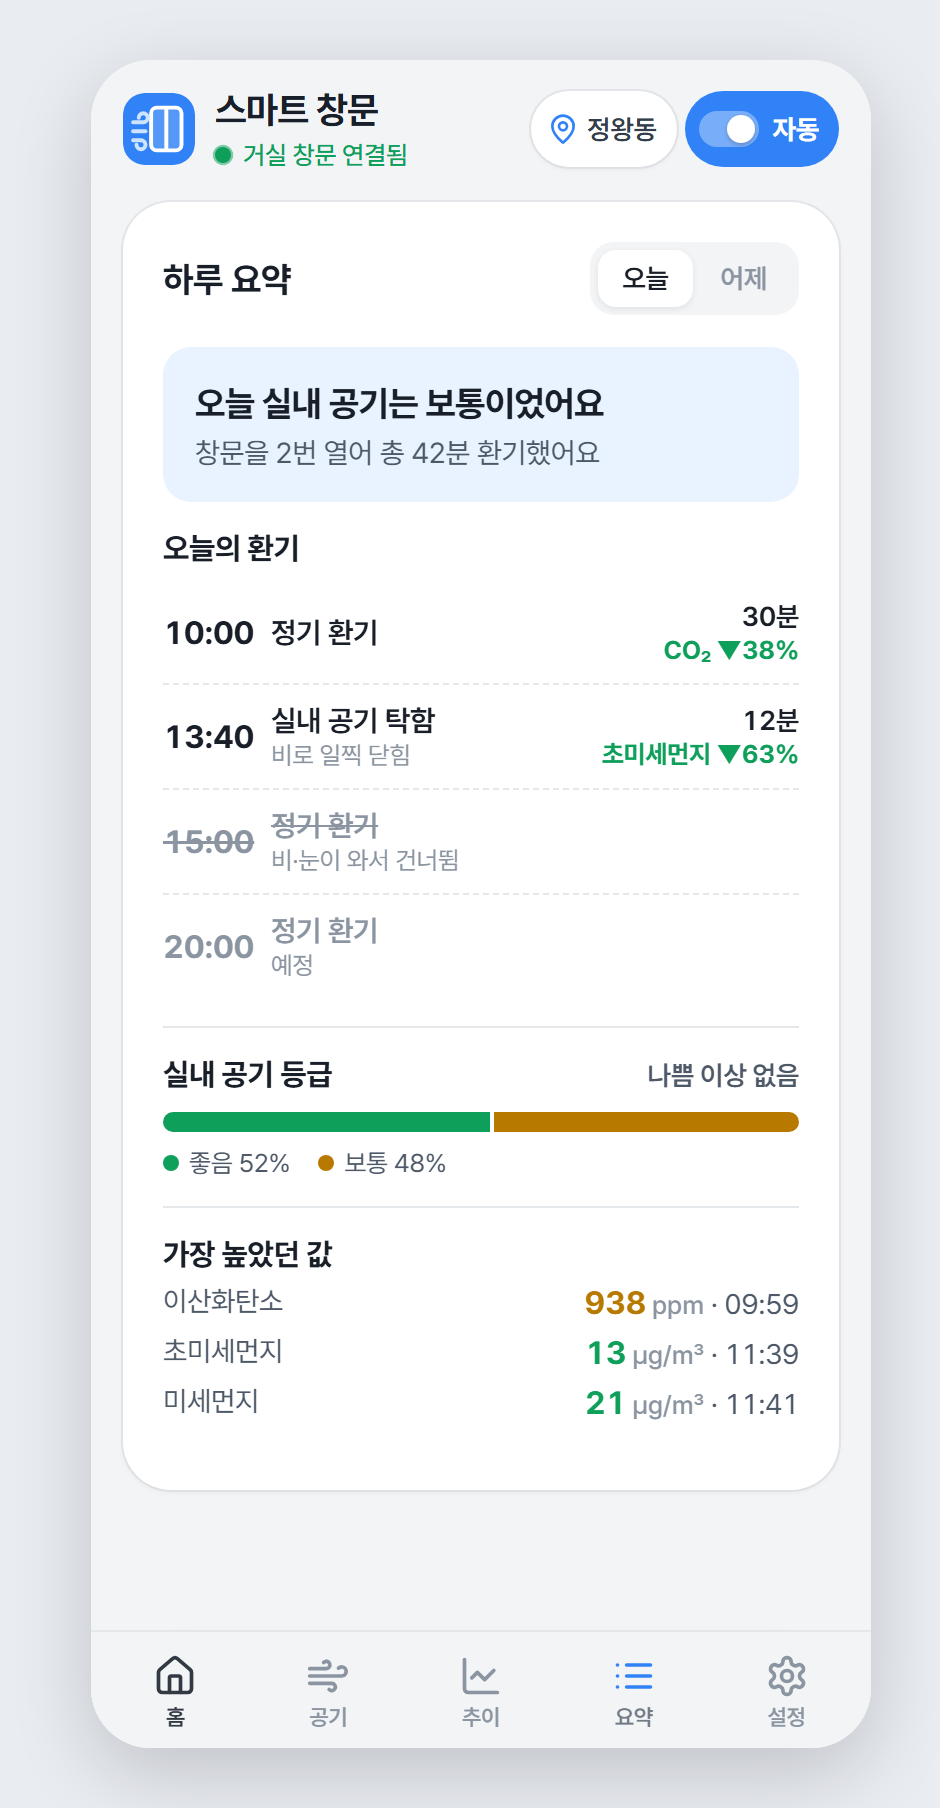 스마트 창문
거실 창문 연결됨
정왕동
자동
하루 요약
오늘
어제
오늘 실내 공기는 보통이었어요
창문을 2번 열어 총 42분 환기했어요
오늘의 환기
10:00 정기 환기 30분
CO₂ ▼38%
13:40 실내 공기 탁함 12분
비로 일찍 닫힘 초미세먼지 ▼63%
15:00 정기 환기
비·눈이 와서 건너뜀
20:00 정기 환기
예정
실내 공기 등급 나쁨 이상 없음
좋음 52% 보통 48%
가장 높았던 값
이산화탄소 938 ppm · 09:59
초미세먼지 13 µg/m³ · 11:39
미세먼지 21 µg/m³ · 11:41
홈 공기 추이 요약 설정